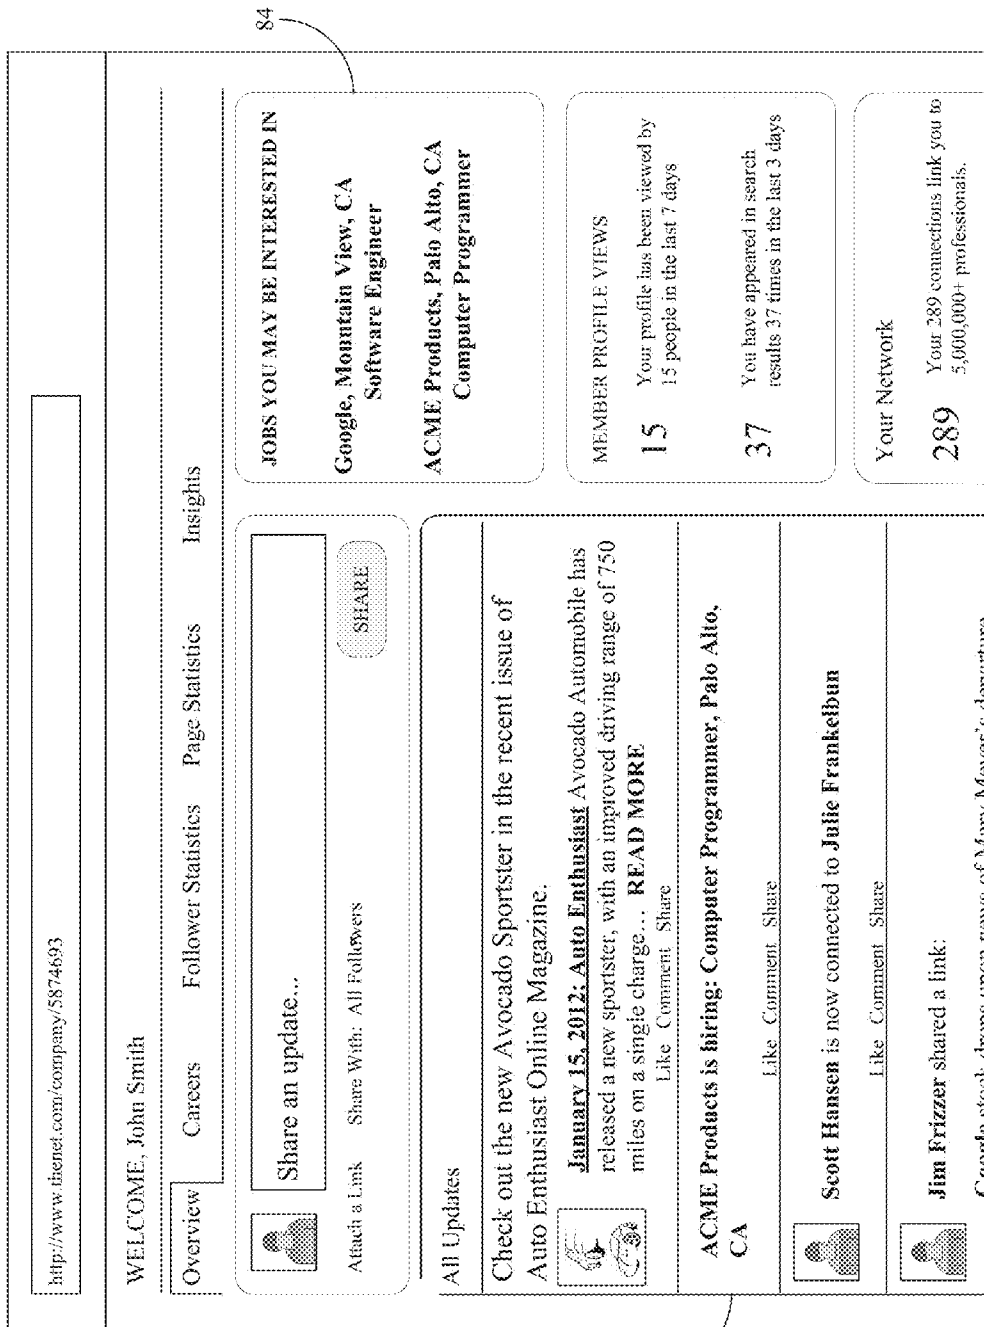 84
http://www.thenet.com/company/5874693
WELCOME, John Smith
Overview Careers Follower Statistics Page Statistics Insights
Share an update...
Attach a Link Share With: All Followers SHARE
All Updates
Check out the new Avocado Sportster in the recent issue of
Auto Enthusiast Online Magazine.
January 15, 2012: Auto Enthusiast Avocado Automobile has
released a new sportster, with an improved driving range of 750
miles on a single charge... READ MORE
Like Comment Share
ACME Products is hiring: Computer Programmer, Palo Alto,
CA
Like Comment Share
Scott Hansen is now connected to Julie Frankelbun
Like Comment Share
Jim Frizzer shared a link:
stock drops upon news of Mayer's departure
JOBS YOU MAY BE INTERESTED IN
Google, Mountain View, CA
Software Engineer
ACME Products, Palo Alto, CA
Computer Programmer
MEMBER PROFILE VIEWS
15 Your profile has been viewed by
15 people in the last 7 days
37 You have appeared in search
results 37 times in the last 3 days
Your Network
289 Your 289 connections link you to
5,000,000+ professionals.